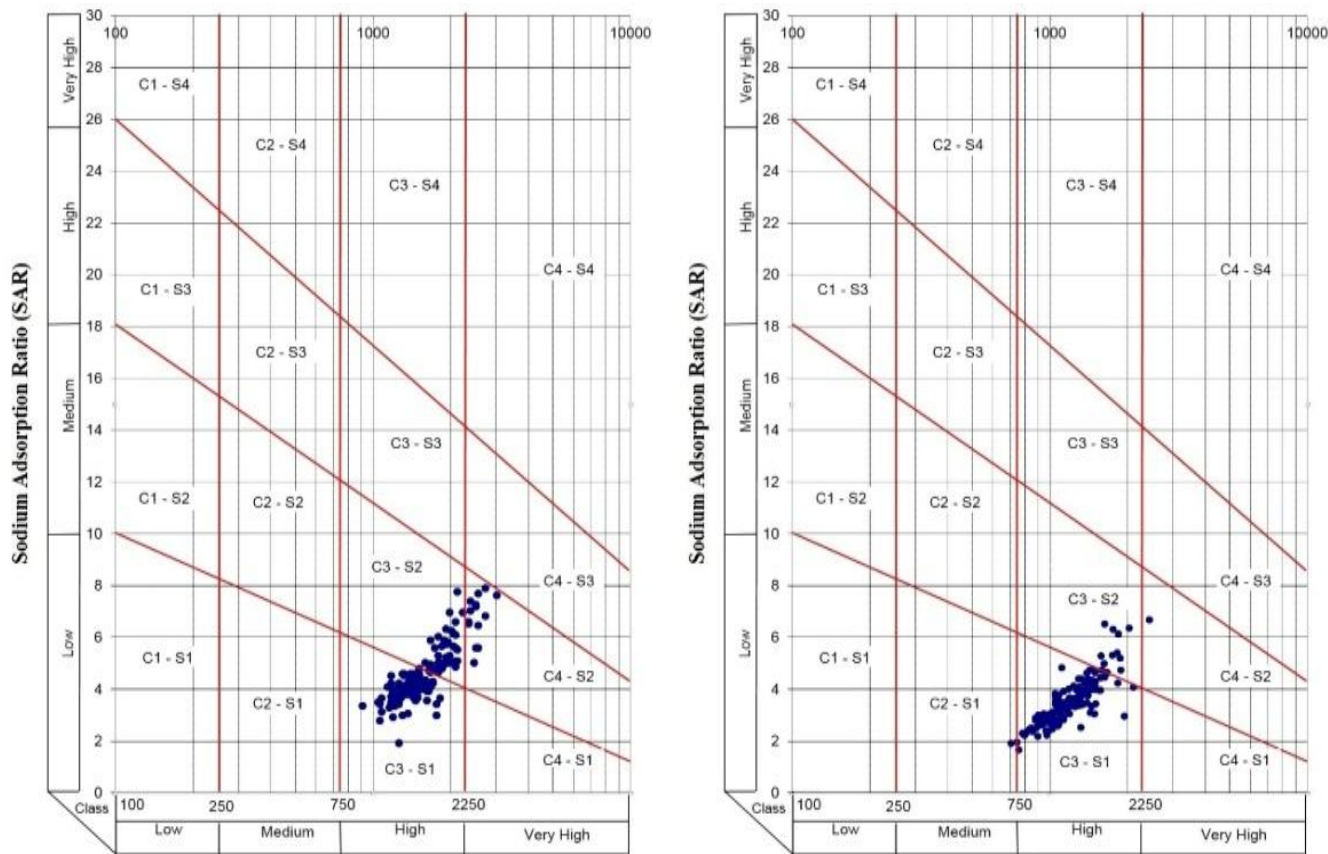 30
100 1000 10000
Very High
28
C1 - S4
26
C2 - S4
24
C3 - S4
High
22
20
C4 - S4
C1 - S3
18
C2 - S3
16
Medium
14
C3 - S3
12
C1 - S2
C2 - S2
10
C3 - S2
8
C4 - S3
6
Low
C1 - S1
C4 - S2
4
C2 - S1
2
C4 - S1
C3 - S1
0
Class
100 250 750 2250
Low Medium High Very High
Sodium Adsorption Ratio (SAR)
30
100 1000 10000
Very High
28
C1 - S4
26
C2 - S4
24
C3 - S4
High
22
20
C4 - S4
C1 - S3
18
C2 - S3
16
Medium
14
C3 - S3
12
C1 - S2
C2 - S2
10
8
C4 - S3
C3 - S2
6
Low
C1 - S1
C4 - S2
4
C2 - S1
2
C4 - S1
C3 - S1
0
Class
100 250 750 2250
Low Medium High Very High
Sodium Adsorption Ratio (SAR)